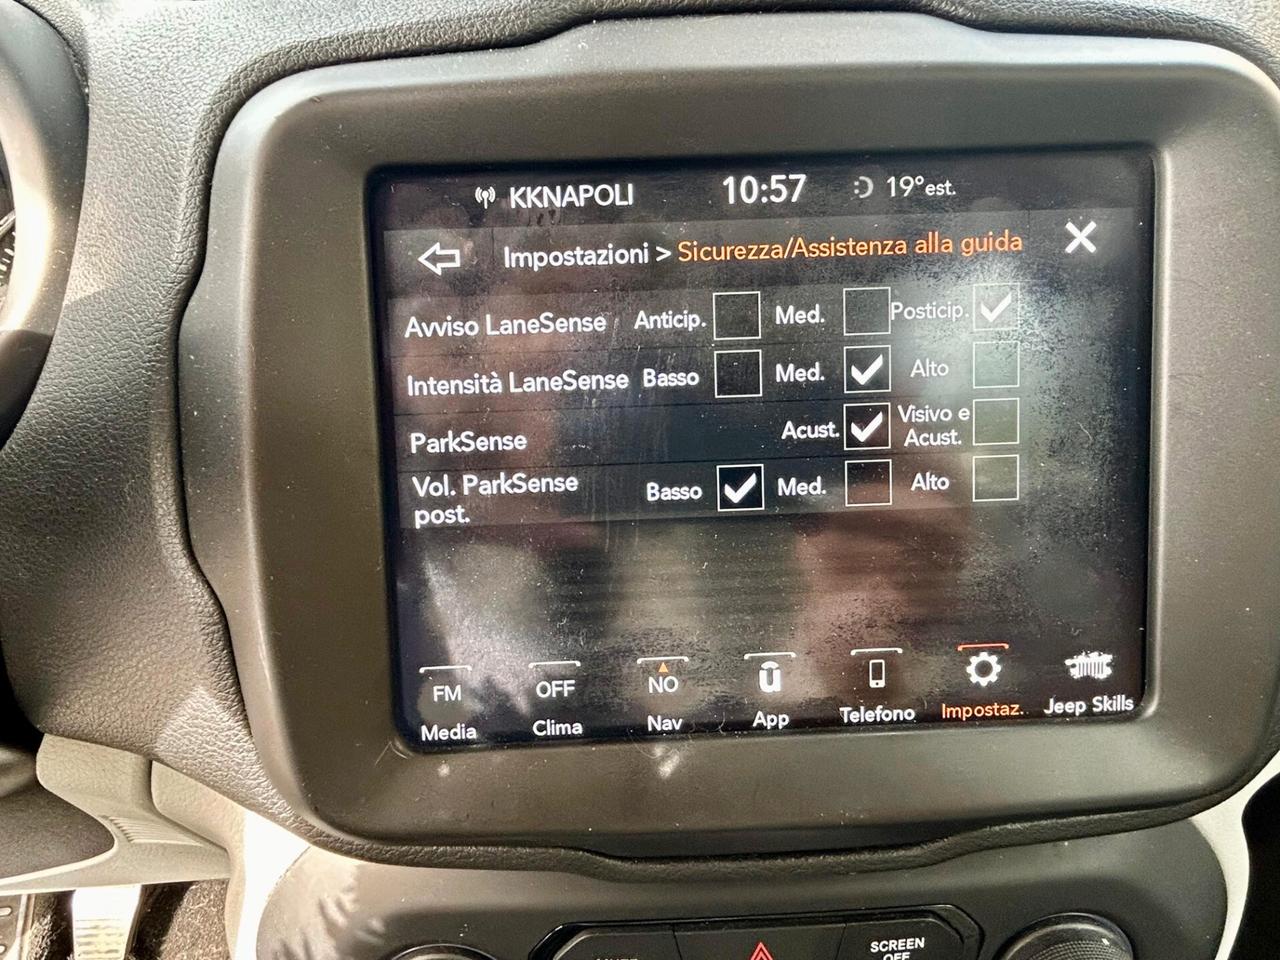 KKNAPOLI 10:57 19°est.
Impostazioni > Sicurezza/Assistenza alla guida
Avviso LaneSense Anticip. Med. Posticip.
Intensità LaneSense Basso Med. Alto
ParkSense Acust. Visivo e
Acust.
Vol. ParkSense Basso Med. Alto
post.
FM OFF NO ū
Media Clima Nav App Telefono Impostaz. Jeep Skills
SCREEN
OFF